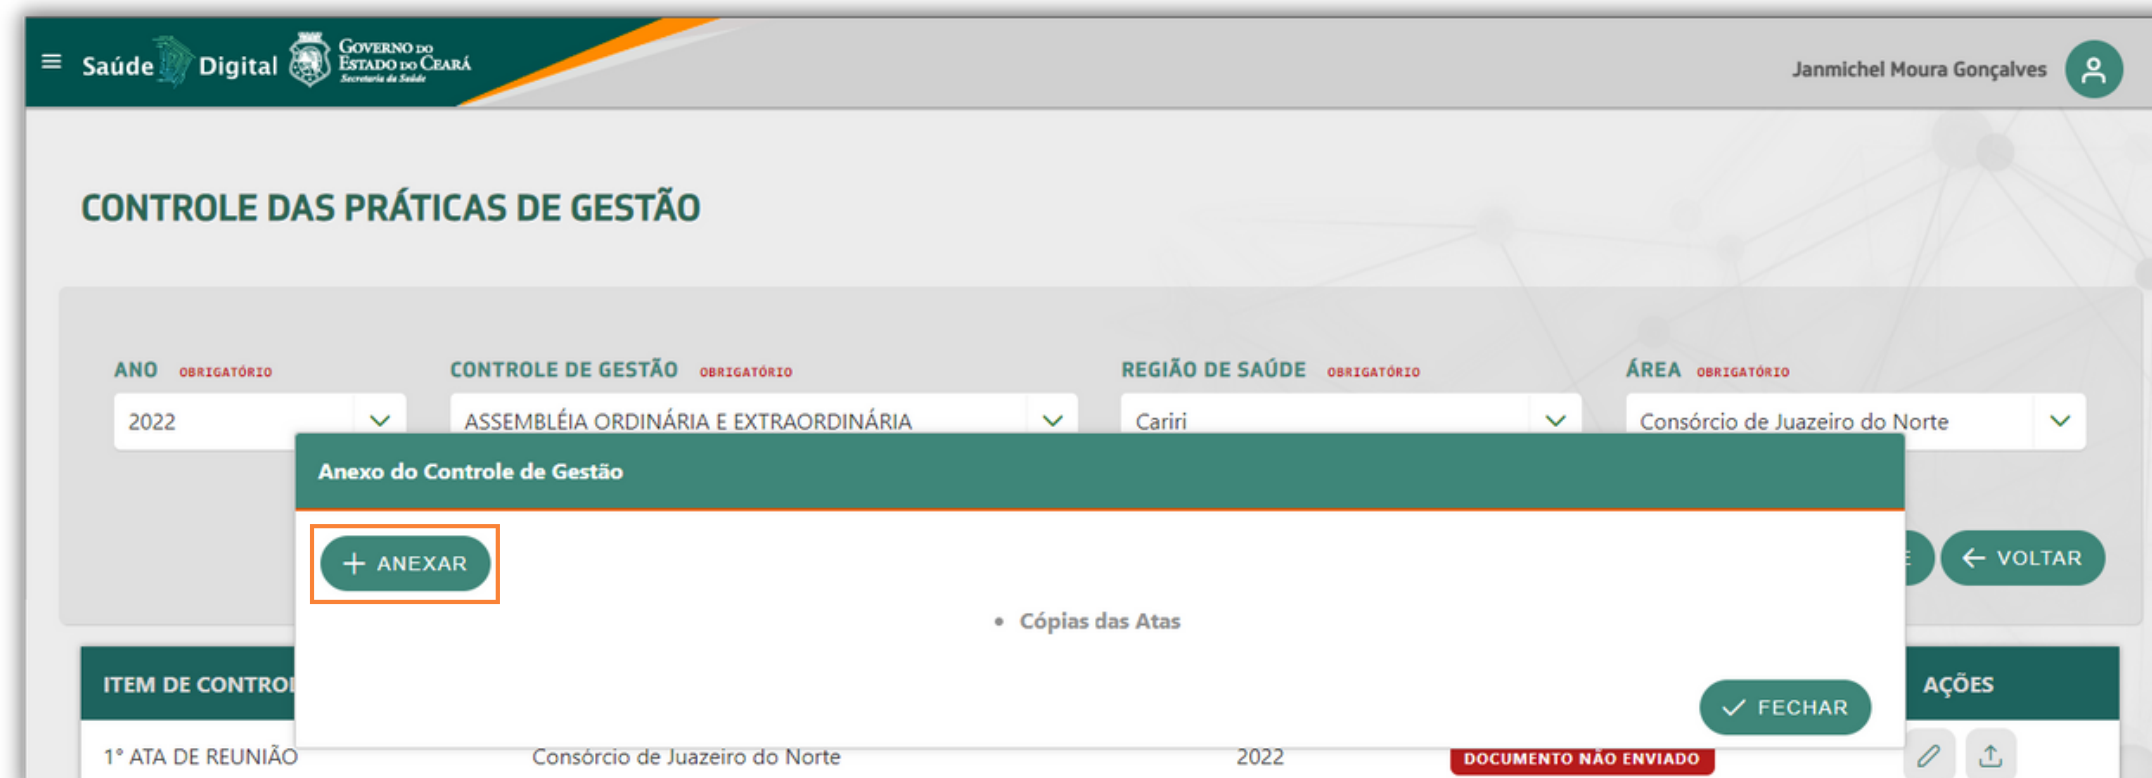 Saúde Digital
GOVERNO DO
ESTADO DO CEARÁ
Secretaria da Saúde
Janmichel Moura Gonçalves
CONTROLE DAS PRÁTICAS DE GESTÃO
ANO OBRIGATÓRIO
CONTROLE DE GESTÃO OBRIGATÓRIO
REGIÃO DE SAÚDE OBRIGATÓRIO
ÁREA OBRIGATÓRIO
2022
ASSEMBLÉIA ORDINÁRIA E EXTRAORDINÁRIA
Cariri
Consórcio de Juazeiro do Norte
Anexo do Controle de Gestão
+ ANEXAR
VOLTAR
• Cópias das Atas
ITEM DE CONTROL
AÇÕES
FECHAR
1° ATA DE REUNIÃO
Consórcio de Juazeiro do Norte
2022
DOCUMENTO NÃO ENVIADO